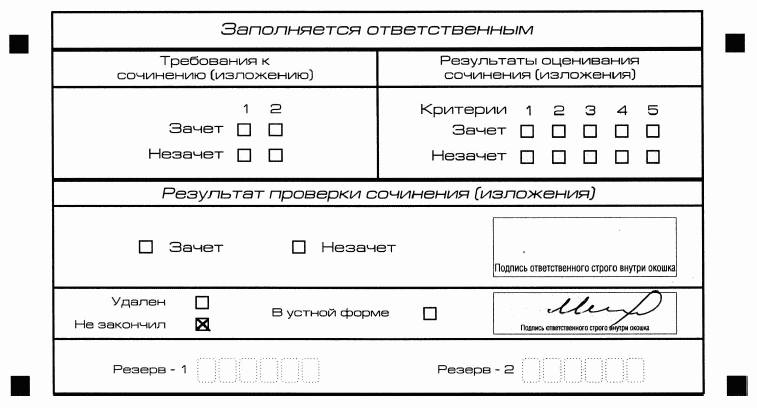 Заполняется ответственным
Требования к
сочинению (изложению)
Результаты оценивания
сочинения (изложения)
1 2
Зачет
Незачет
Критерии 1 2 3 4 5
Зачет
Незачет
Результат проверки сочинения (изложения)
Зачет Незачет
Подпись ответственного строго внутри окошка
Удален
Не закончил
В устной форме
Подпись ответственного строго внутри окошка
Резерв - 1 Резерв - 2